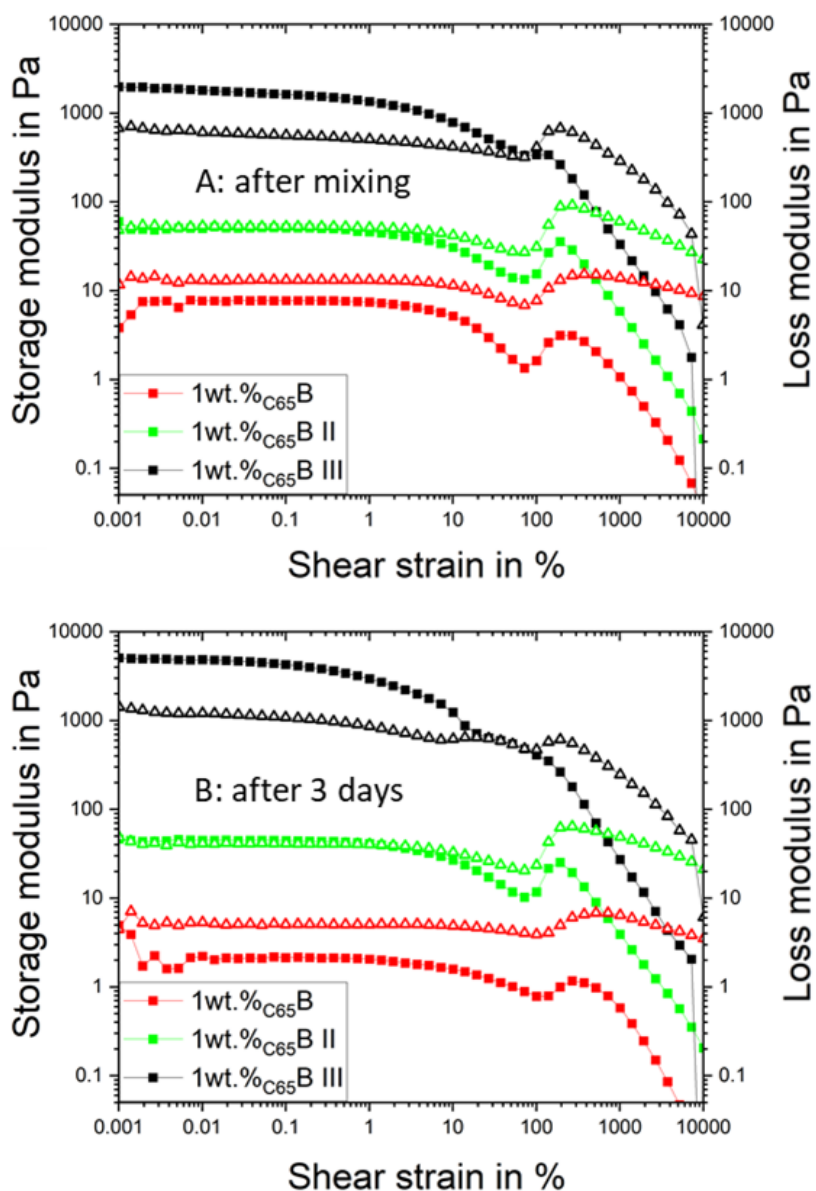 10000
1000
100
10
1
0.1
Storage modulus in Pa
10000
1000
100
10
1
0.1
Loss modulus in Pa
A: after mixing
1wt.%C65B
1wt.%C65B II
1wt.%C65B III
0.001 0.01 0.1 1 10 100 1000 10000
Shear strain in %
10000
1000
100
10
1
0.1
Storage modulus in Pa
10000
1000
100
10
1
0.1
Loss modulus in Pa
B: after 3 days
1wt.%C65B
1wt.%C65B II
1wt.%C65B III
0.001 0.01 0.1 1 10 100 1000 10000
Shear strain in %